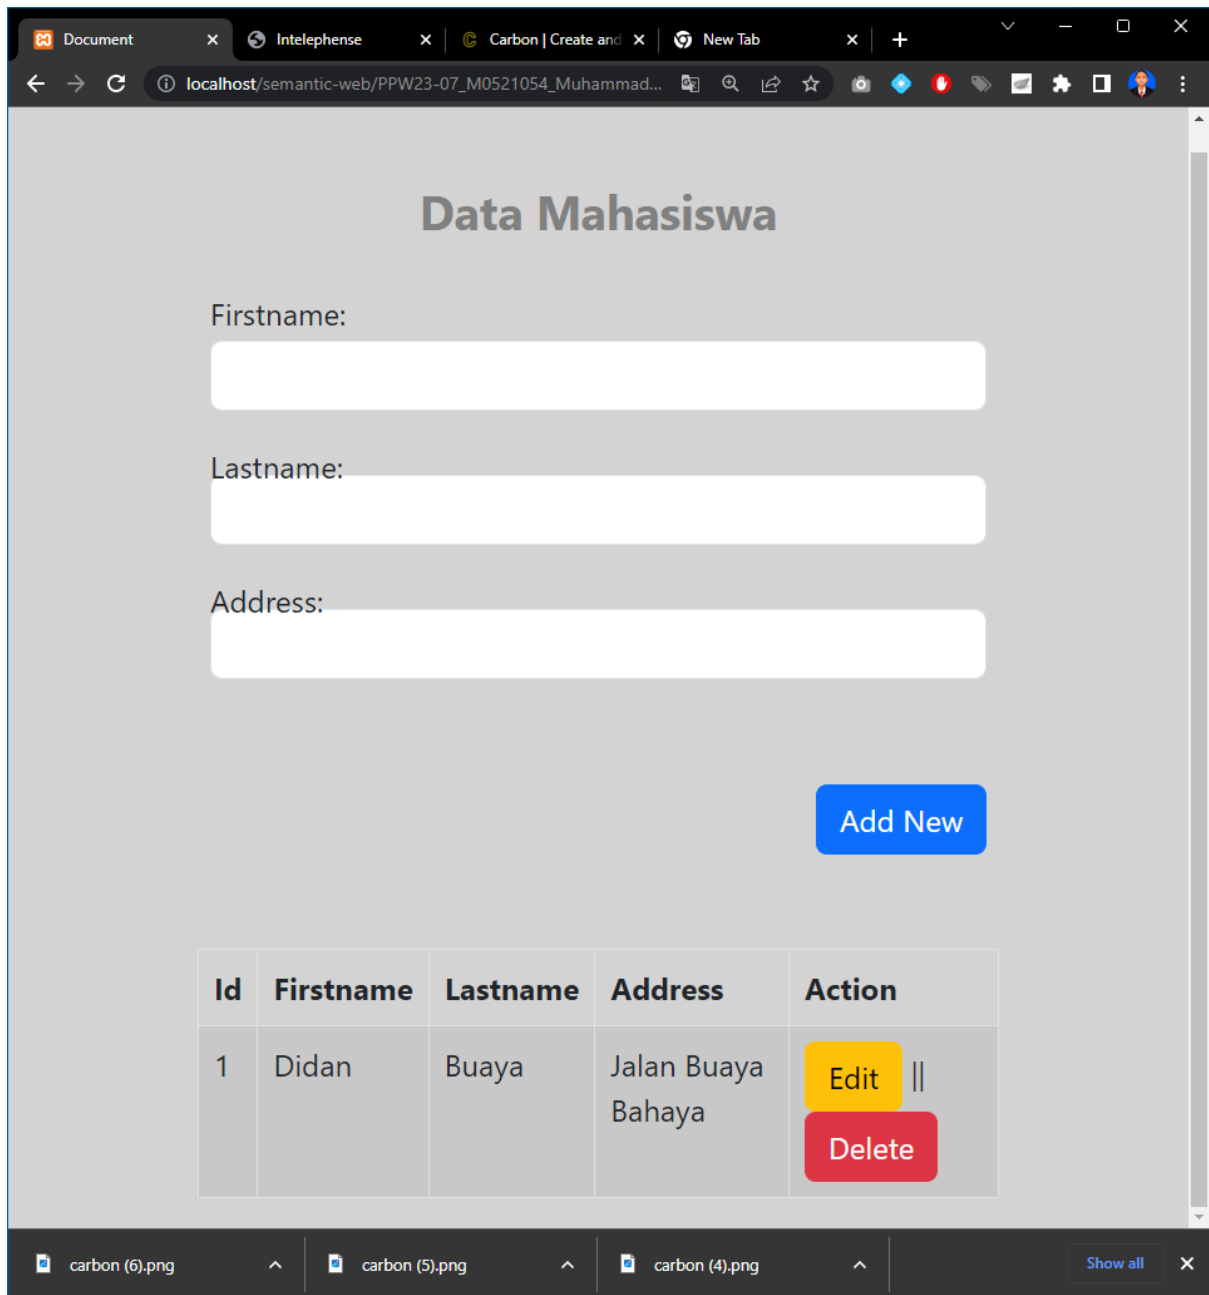 Document
Intelephense
Carbon | Create and
New Tab
localhost/semantic-web/PPW23-07_M0521054_Muhammad...
Data Mahasiswa
Firstname:
Lastname:
Address:
Add New
Id Firstname Lastname Address Action
1 Didan Buaya Jalan Buaya Bahaya Edit ||
Delete
carbon (6).png
carbon (5).png
carbon (4).png
Show all